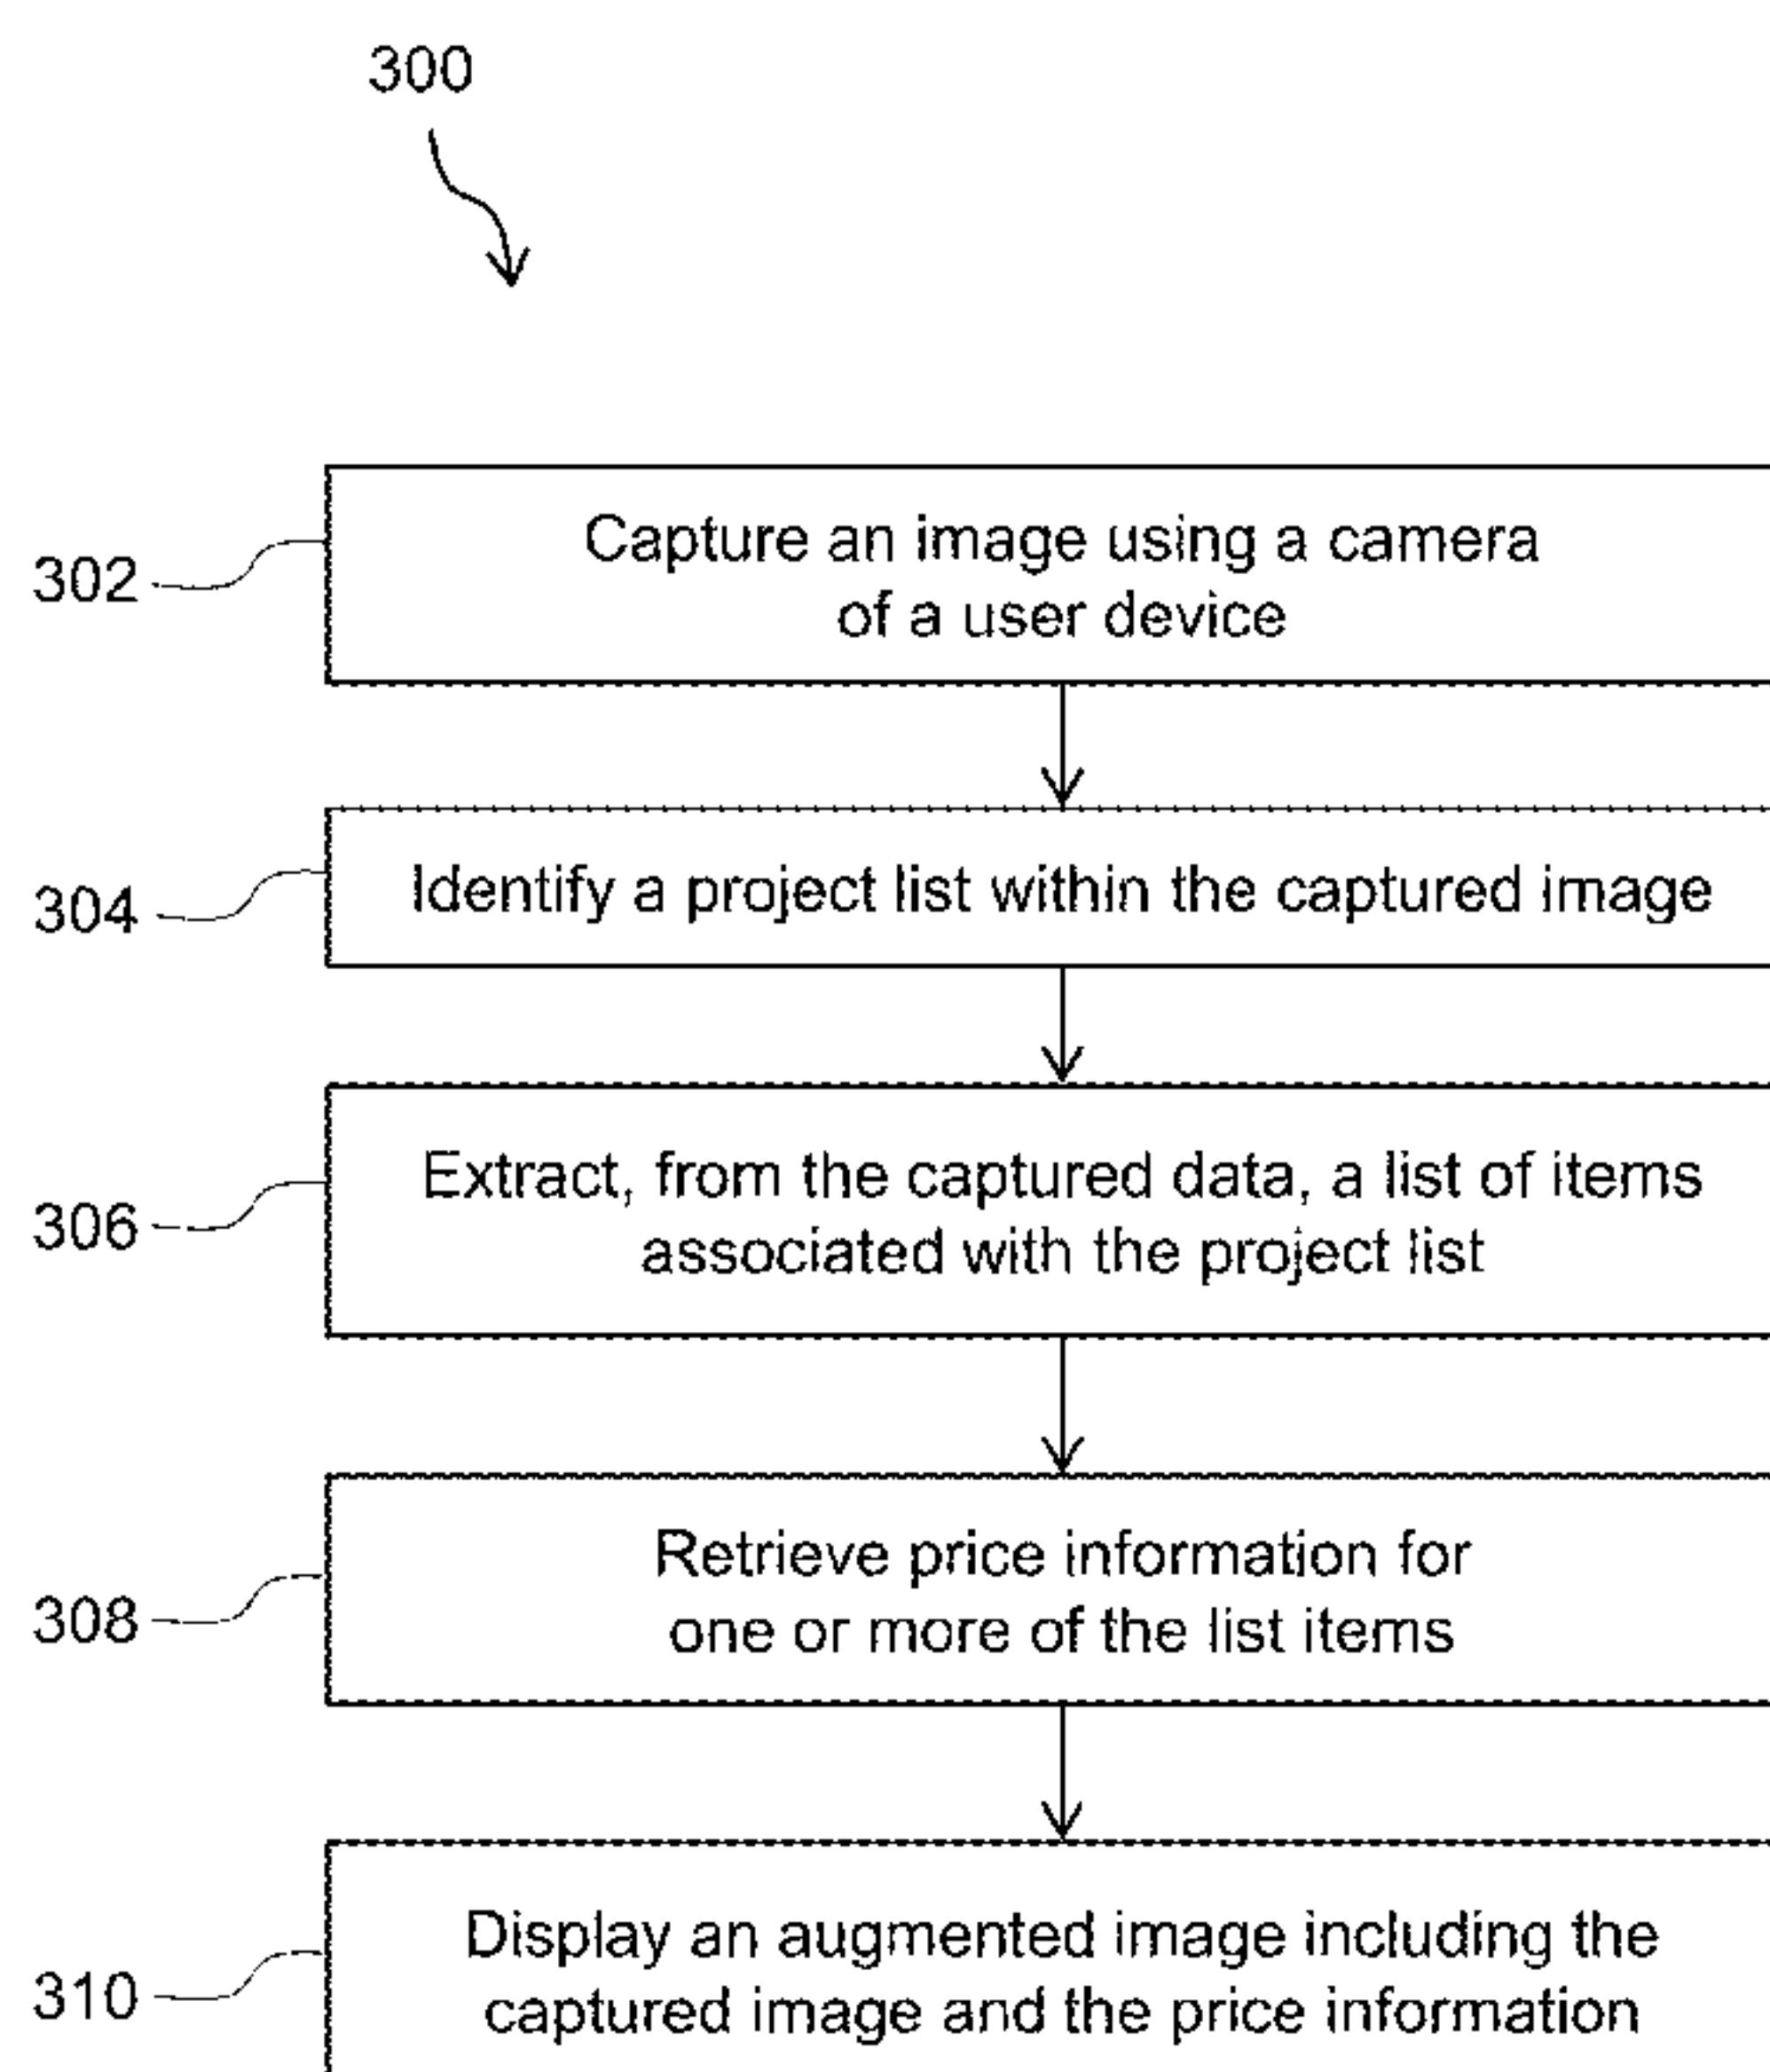 300
302
Capture an image using a camera
of a user device
304
Identify a project list within the captured image
306
Extract, from the captured data, a list of items
associated with the project list
308
Retrieve price information for
one or more of the list items
310
Display an augmented image including the
captured image and the price information